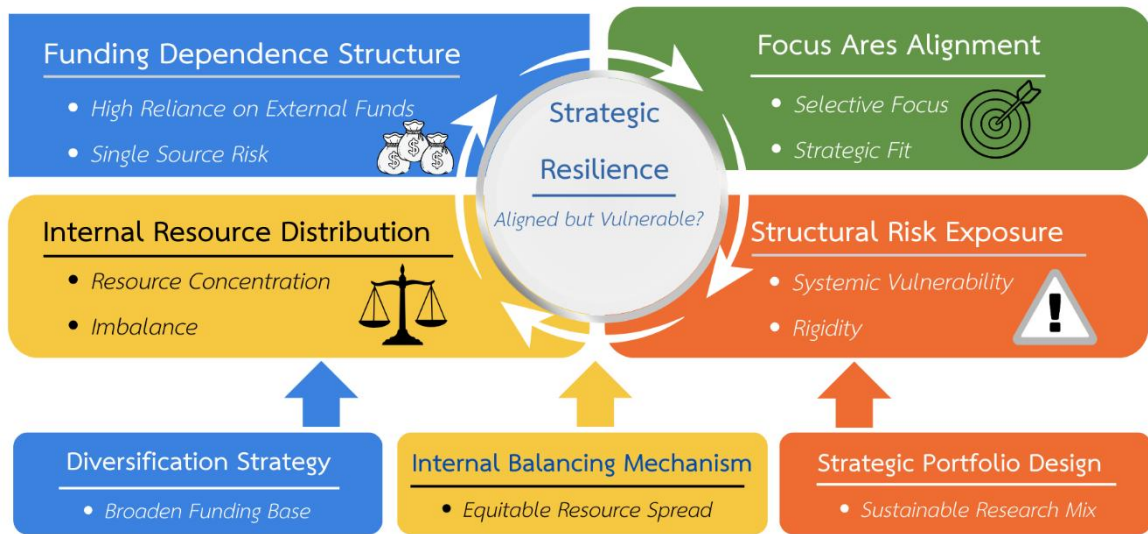 Funding Dependence Structure
• High Reliance on External Funds
• Single Source Risk
Focus Ares Alignment
• Selective Focus
• Strategic Fit
Strategic
Resilience
Aligned but Vulnerable?
Internal Resource Distribution
• Resource Concentration
• Imbalance
Structural Risk Exposure
• Systemic Vulnerability
• Rigidity
Diversification Strategy
• Broaden Funding Base
Internal Balancing Mechanism
• Equitable Resource Spread
Strategic Portfolio Design
• Sustainable Research Mix